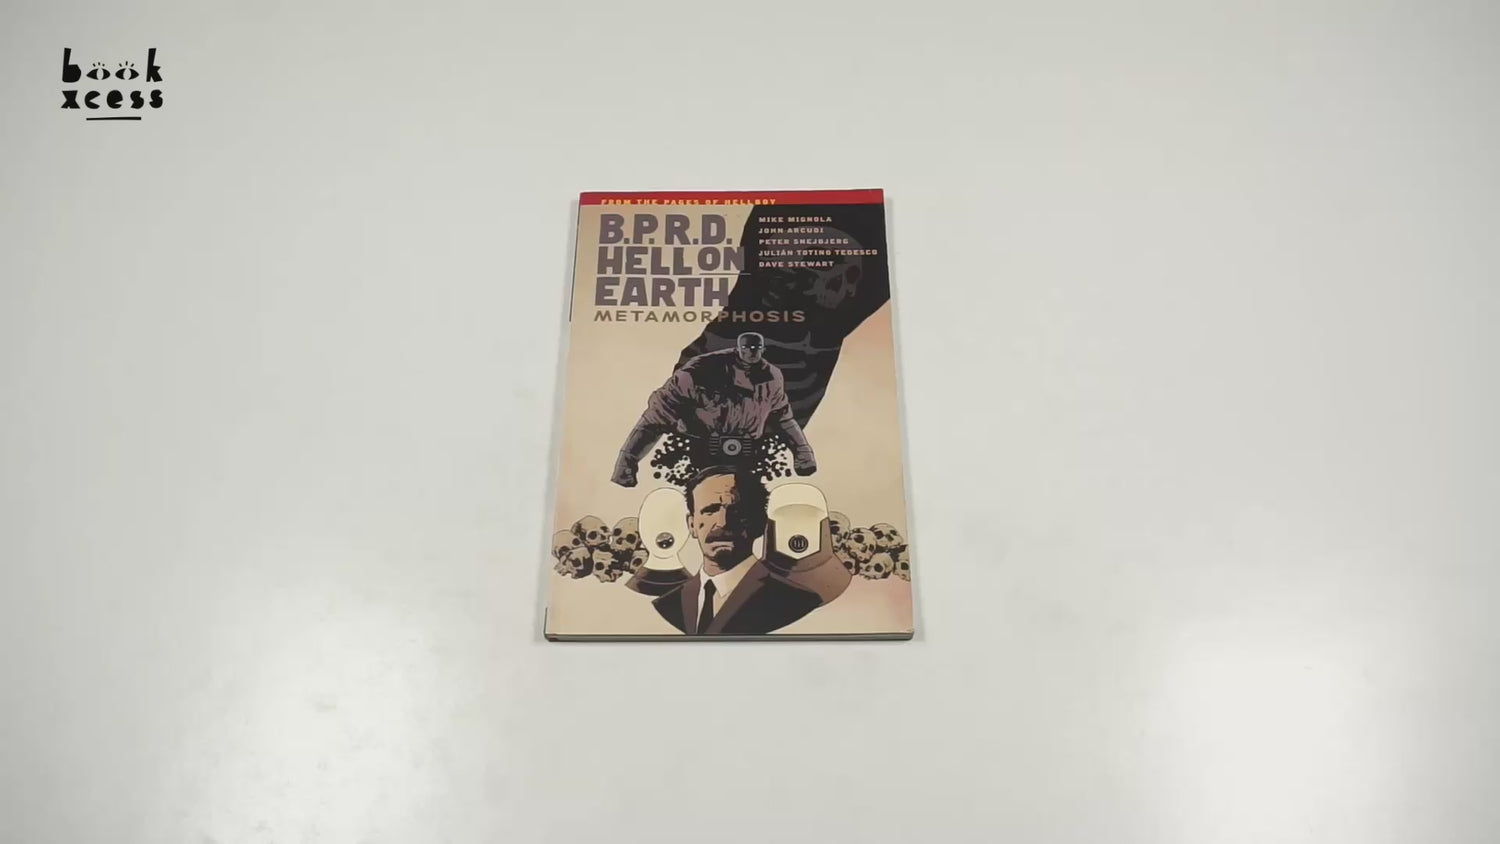 book
xcess
FROM THE PAGES OF HELLBOY
B.P.R.D.
HELL ON
EARTH
METAMORPHOSIS
MIKE MIGNOLA
JOHN ARCUDI
PETER SNEJBJERG
JULIÁN TOTINO TEDESCO
DAVE STEWART